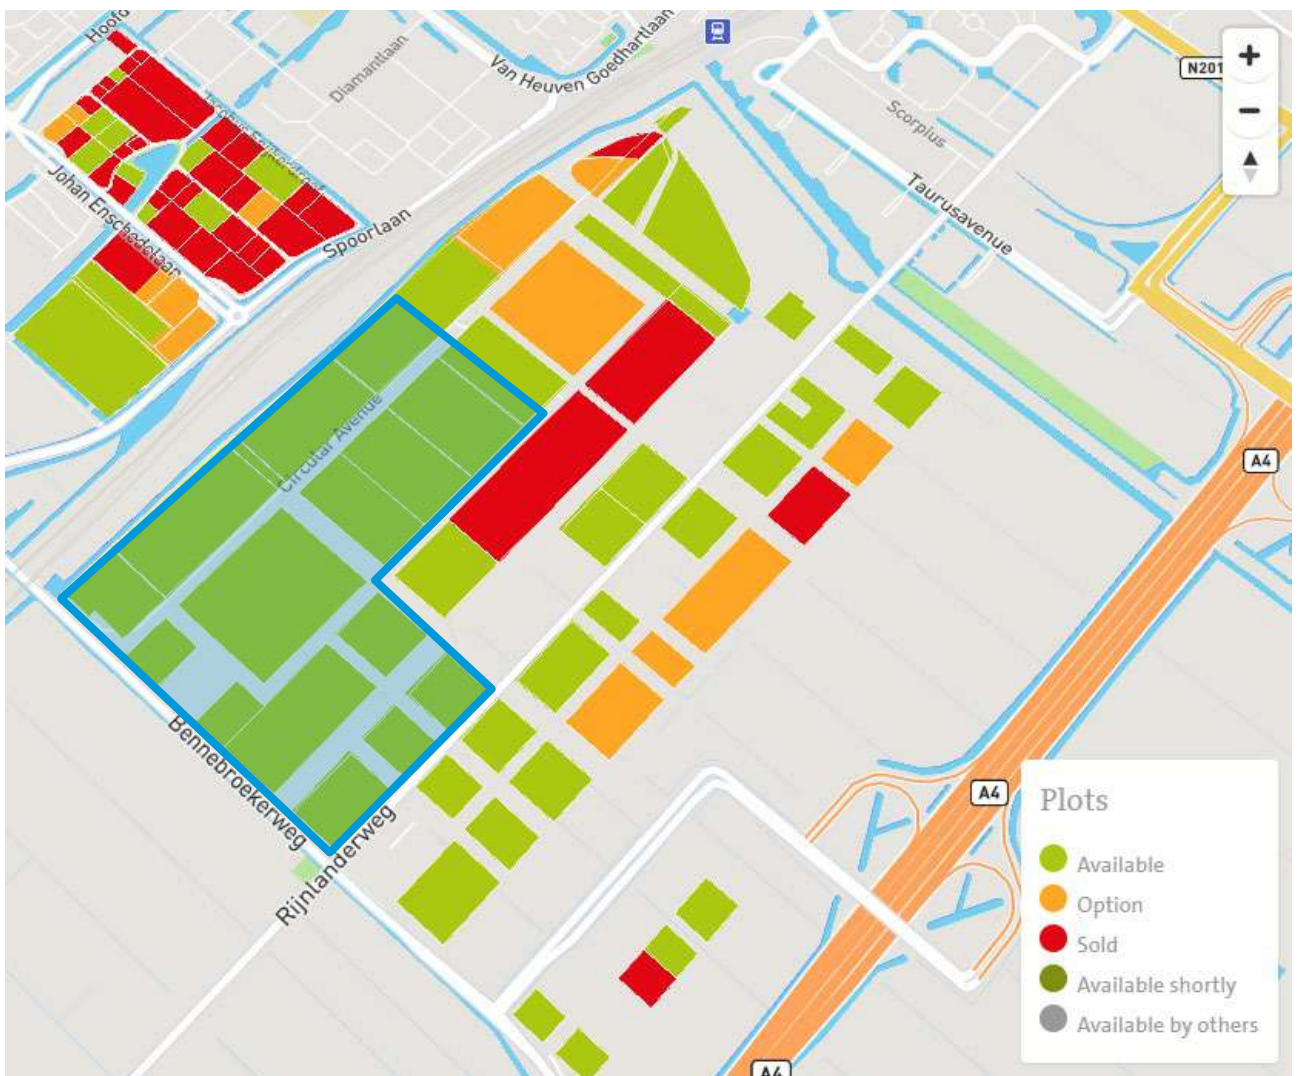 Hoofd
Diamantlaan
Van Heuven Goedhartlaan
N201
+
−
Scorpius
Taurusavenue
Johan Enschedelaan
Spoorlaan
Circular Avenue
A4
Bennebroekerweg
Rijnlanderweg
A4
Plots
Available
Option
Sold
Available shortly
Available by others
A4